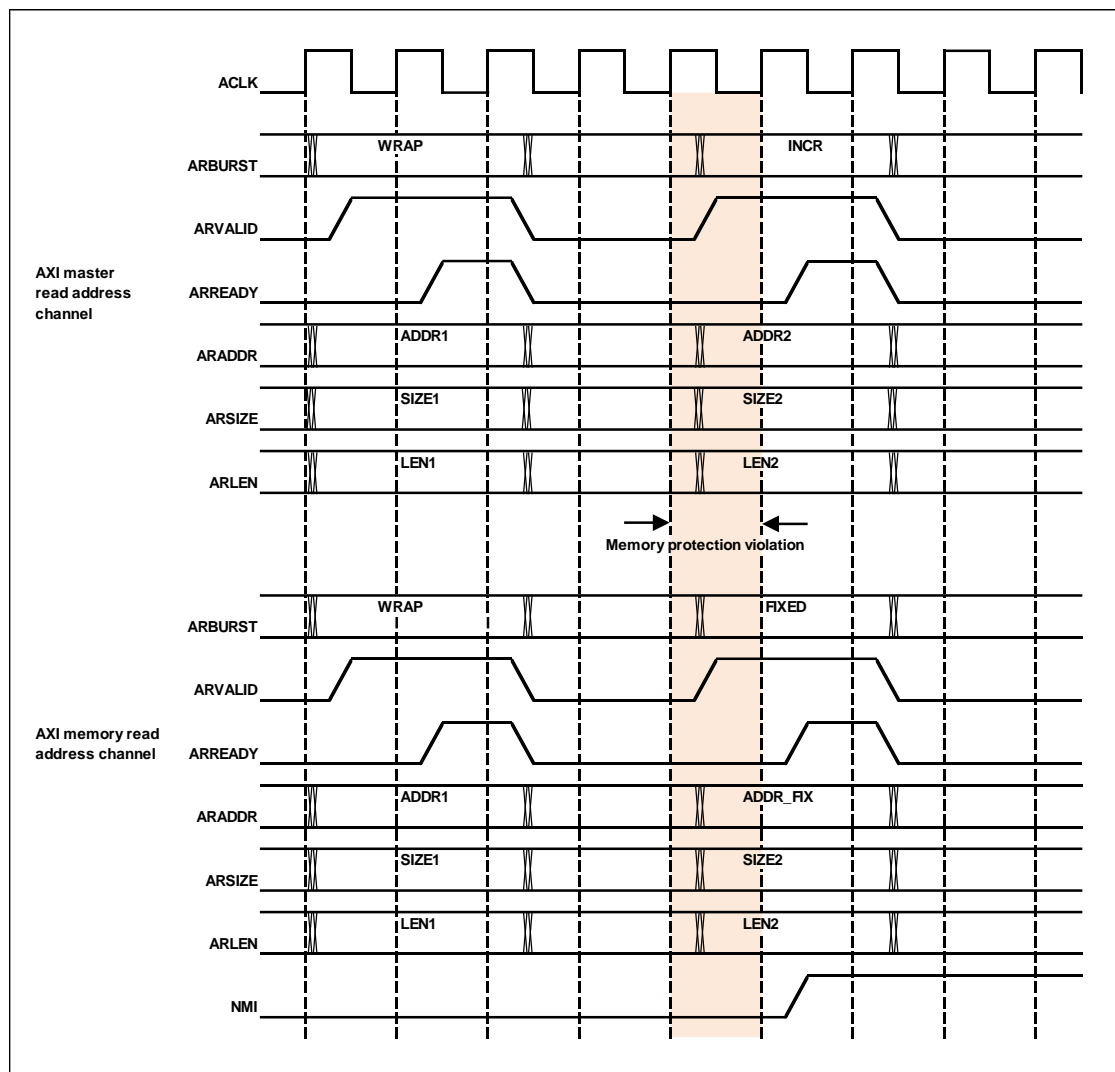 ACLK
WRAP
INCR
ARBURST
ARVALID
AXI master
read address
channel
ARREADY
ADDR1
ADDR2
ARADDR
SIZE1
SIZE2
ARSIZE
LEN1
LEN2
ARLEN
Memory protection violation
WRAP
FIXED
ARBURST
ARVALID
AXI memory read
address channel
ARREADY
ADDR1
ADDR_FIX
ARADDR
SIZE1
SIZE2
ARSIZE
LEN1
LEN2
ARLEN
NMI